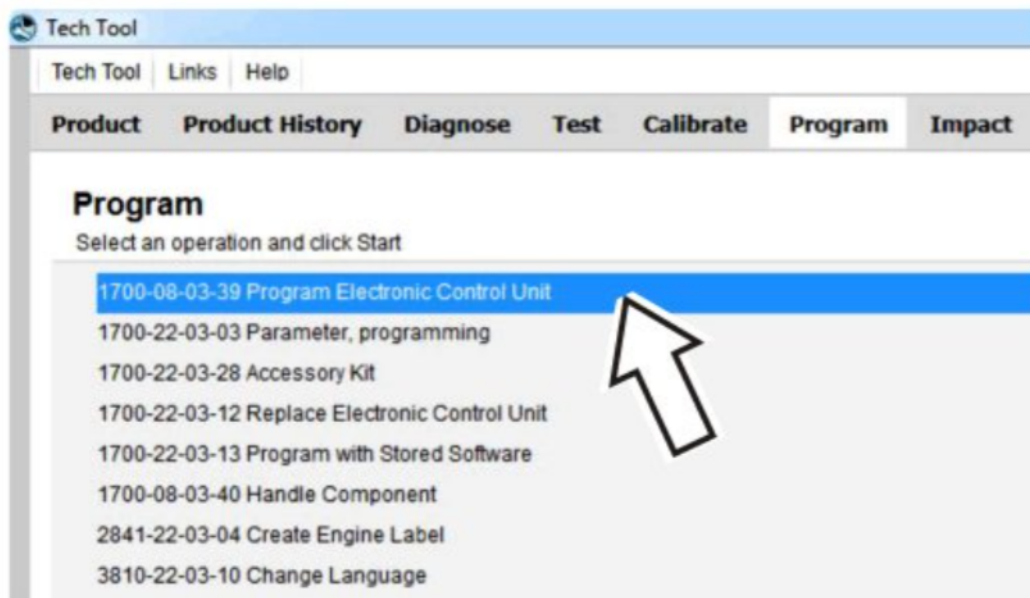 Tech Tool
Tech Tool Links Help
Product Product History Diagnose Test Calibrate Program Impact
Program
Select an operation and click Start
1700-08-03-39 Program Electronic Control Unit
1700-22-03-03 Parameter, programming
1700-22-03-28 Accessory Kit
1700-22-03-12 Replace Electronic Control Unit
1700-22-03-13 Program with Stored Software
1700-08-03-40 Handle Component
2841-22-03-04 Create Engine Label
3810-22-03-10 Change Language